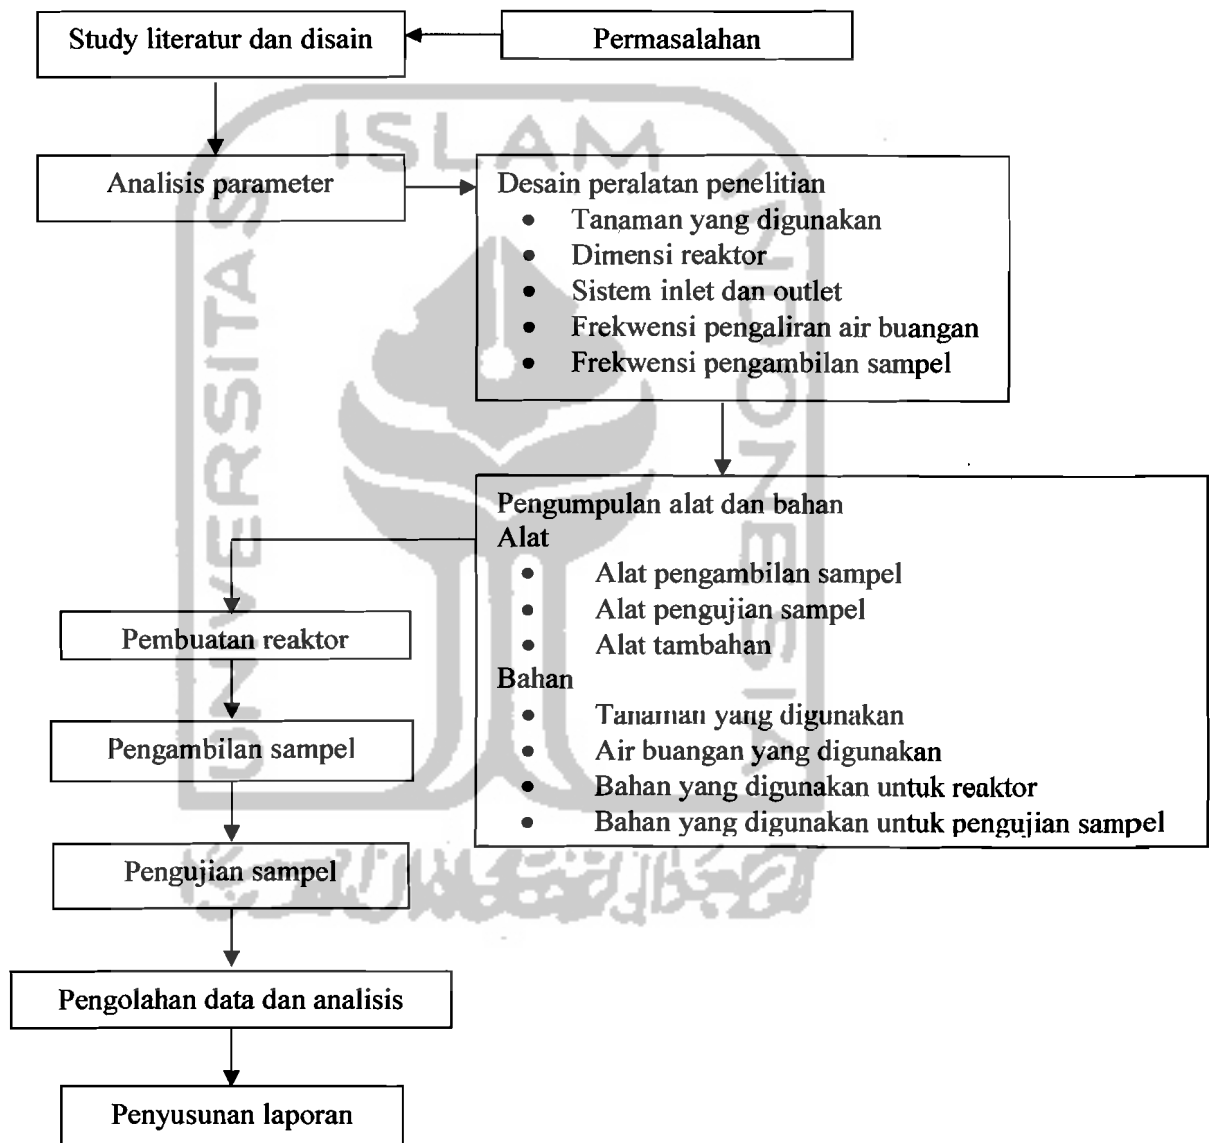 Permasalahan
Study literatur dan disain
Analisis parameter
Desain peralatan penelitian
• Tanaman yang digunakan
• Dimensi reaktor
• Sistem inlet dan outlet
• Frekwensi pengaliran air buangan
• Frekwensi pengambilan sampel
Pengumpulan alat dan bahan
Alat
• Alat pengambilan sampel
• Alat pengujian sampel
• Alat tambahan
Bahan
• Tanaman yang digunakan
• Air buangan yang digunakan
• Bahan yang digunakan untuk reaktor
• Bahan yang digunakan untuk pengujian sampel
Pembuatan reaktor
Pengambilan sampel
Pengujian sampel
Pengolahan data dan analisis
Penyusunan laporan
UNIVERSITAS
ISLAM
INDONESIA